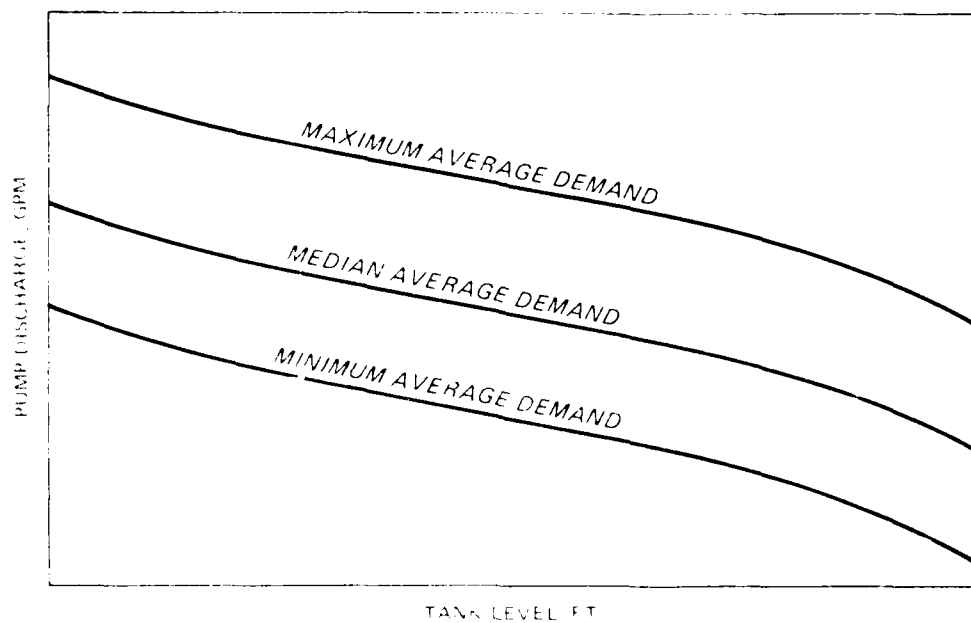 MAXIMUM AVERAGE DEMAND
MEDIAN AVERAGE DEMAND
MINIMUM AVERAGE DEMAND
PUMP DISCHARGE, GPM
TANK LEVEL, FT